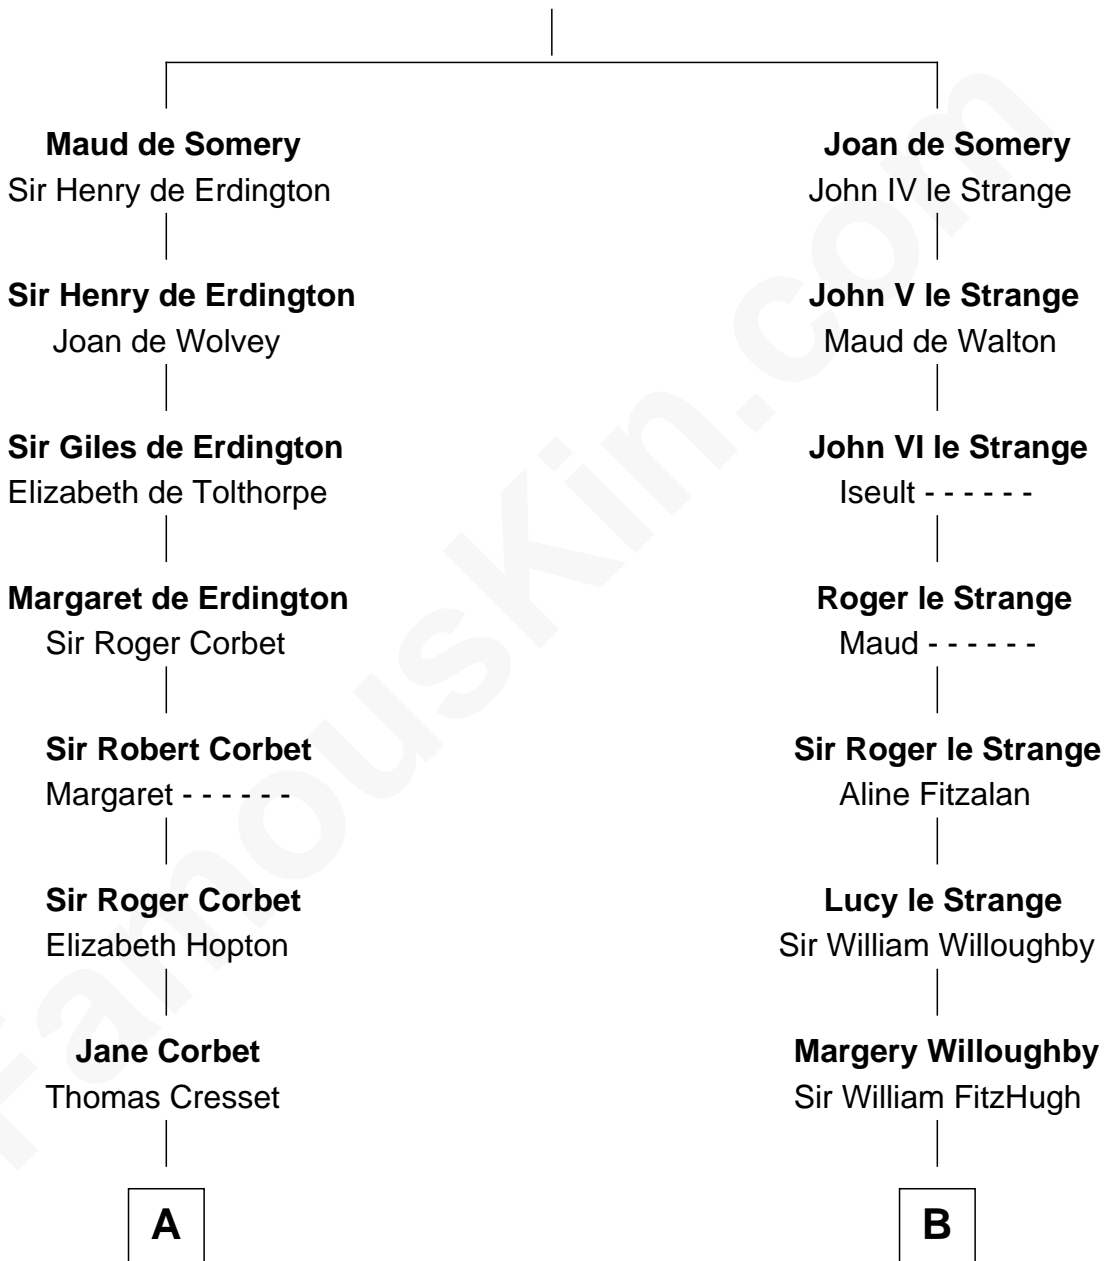 Maud de Somery
Sir Henry de Erdington
Sir Henry de Erdington
Joan de Wolvey
Sir Giles de Erdington
Elizabeth de Tolthorpe
Margaret de Erdington
Sir Roger Corbet
Sir Robert Corbet
Margaret - - - - - -
Sir Roger Corbet
Elizabeth Hopton
Jane Corbet
Thomas Cresset
A
Joan de Somery
John IV le Strange
John V le Strange
Maud de Walton
John VI le Strange
Iseult - - - - - -
Roger le Strange
Maud - - - - - -
Sir Roger le Strange
Aline Fitzalan
Lucy le Strange
Sir William Willoughby
Margery Willoughby
Sir William FitzHugh
B
FamousKin.com